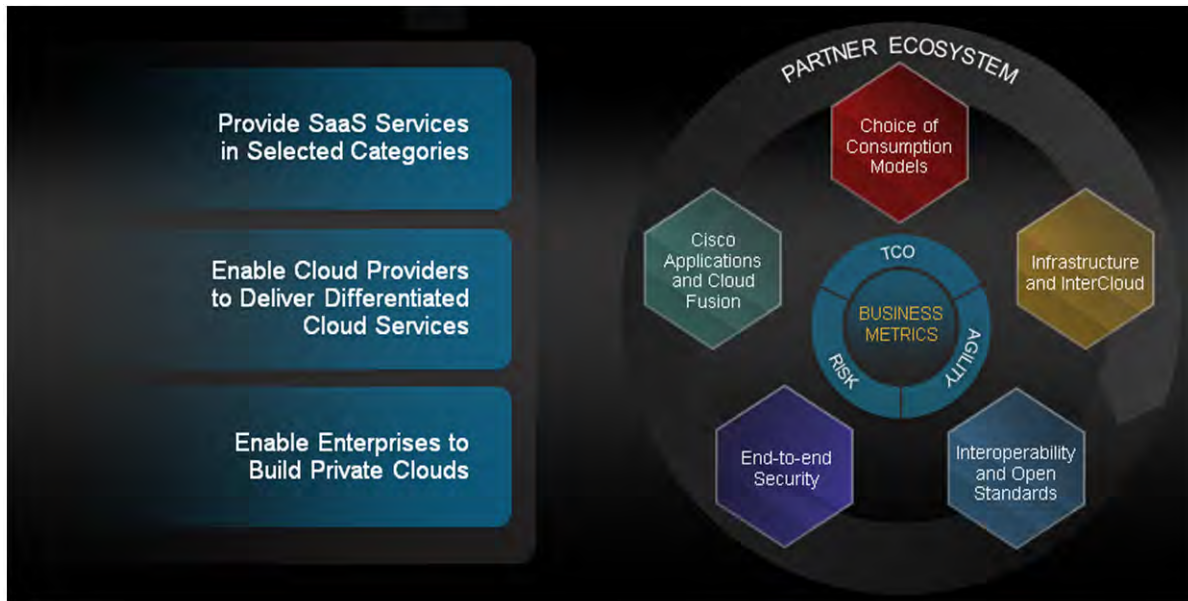 Provide SaaS Services
in Selected Categories
Enable Cloud Providers
to Deliver Differentiated
Cloud Services
Enable Enterprises to
Build Private Clouds
PARTNER ECOSYSTEM
Choice of
Consumption
Models
Cisco
Applications
and Cloud
Fusion
Infrastructure
and InterCloud
TCO
BUSINESS
METRICS
RISK
AGILITY
End-to-end
Security
Interoperability
and Open
Standards